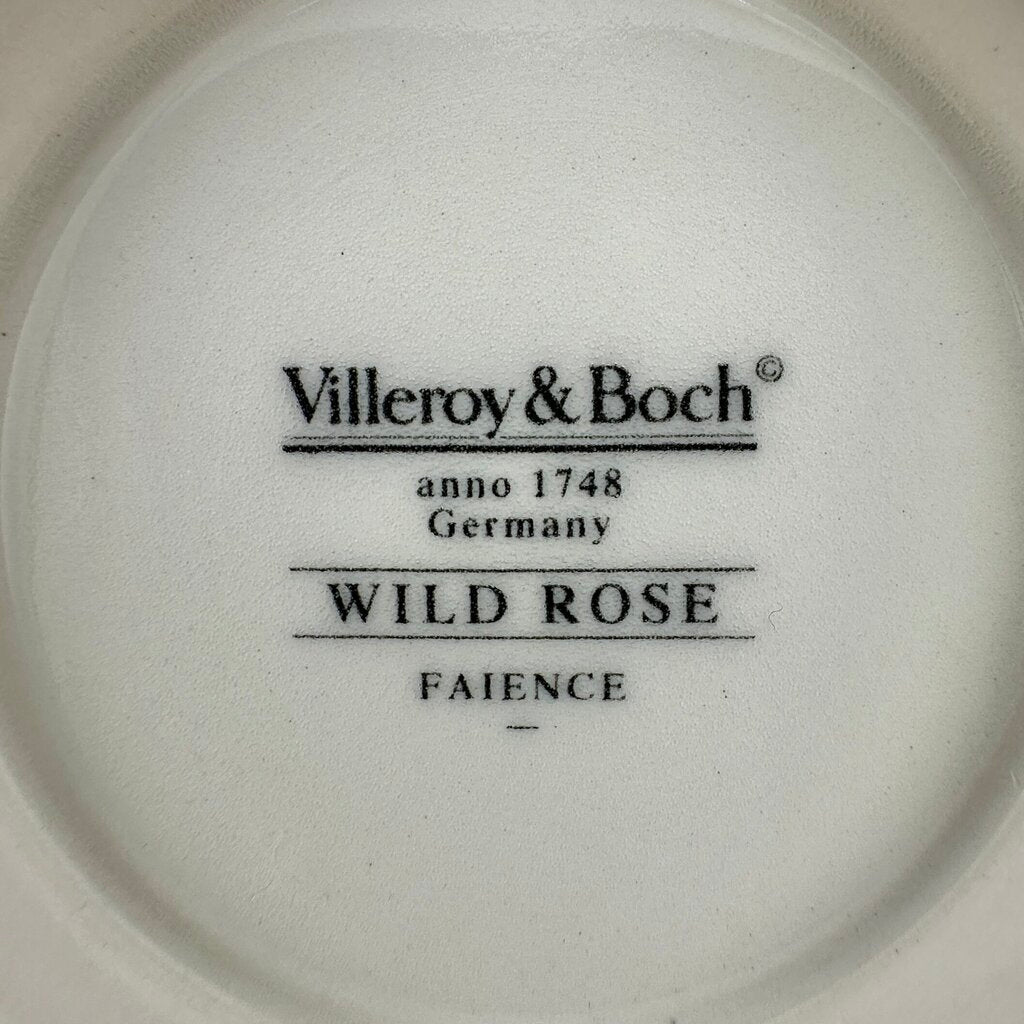 Villeroy & Boch©
anno 1748
Germany
WILD ROSE
FAIENCE